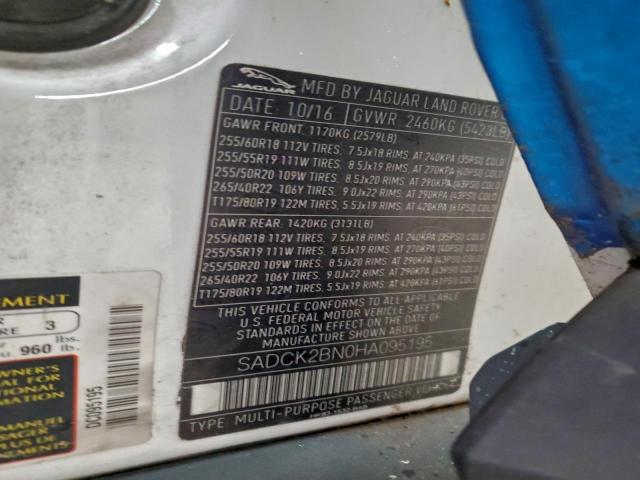 JAGUAR
MFD BY JAGUAR LAND ROVER
DATE: 10/16 GVWR 2460KG (5423LB)
GAWR FRONT: 1170KG (2579LB)
255/60R18 112V TIRES. 7.5Jx18 RIMS. AT 240KPA (35PSI) COLD
255/55R19 111W TIRES. 8.5Jx19 RIMS. AT 270KPA (40PSI) COLD
255/50R20 109W TIRES. 8.5Jx20 RIMS. AT 290KPA (43PSI) COLD
265/40R22 106Y TIRES. 9.0Jx22 RIMS. AT 290KPA (43PSI) COLD
T175/80R19 122M TIRES. 5.5Jx19 RIMS. AT 420KPA (61PSI) COLD
GAWR REAR: 1420KG (3131LB)
255/60R18 112V TIRES. 7.5Jx18 RIMS. AT 240KPA (35PSI) COLD
255/55R19 111W TIRES. 8.5Jx19 RIMS. AT 270KPA (40PSI) COLD
255/50R20 109W TIRES. 8.5Jx20 RIMS. AT 290KPA (43PSI) COLD
265/40R22 106Y TIRES. 9.0Jx22 RIMS. AT 290KPA (43PSI) COLD
T175/80R19 122M TIRES. 5.5Jx19 RIMS. AT 420KPA (61PSI) COLD
THIS VEHICLE CONFORMS TO ALL APPLICABLE
U.S. FEDERAL MOTOR VEHICLE SAFETY
STANDARDS IN EFFECT ON THE DATE OF
MANUFACTURE
SADCK2BN0HA095195
TYPE: MULTI-PURPOSE PASSENGER VEHICLE
3
960 lbs.
MANUEL
DC095195